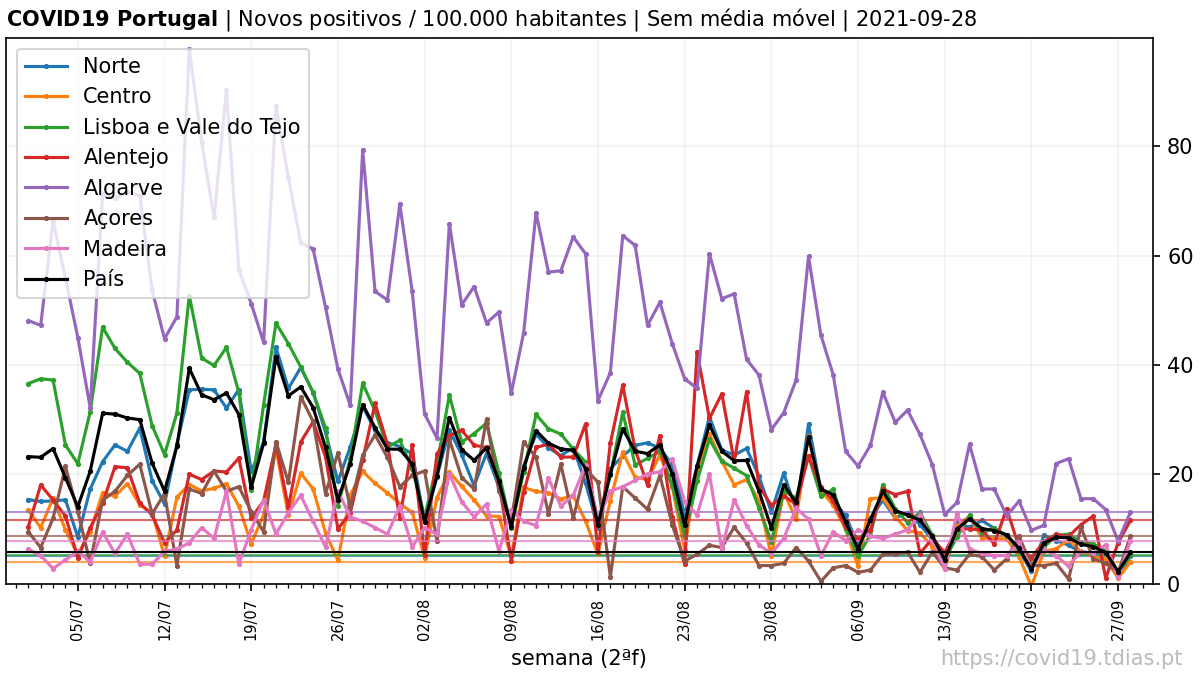 COVID19 Portugal | Novos positivos / 100.000 habitantes | Sem média móvel | 2021-09-28
Norte
Centro
Lisboa e Vale do Tejo
Alentejo
Algarve
Açores
Madeira
País
80
60
40
20
0
05/07
12/07
19/07
26/07
02/08
09/08
16/08
23/08
30/08
06/09
13/09
20/09
27/09
semana (2ªf)
https://covid19.tdias.pt